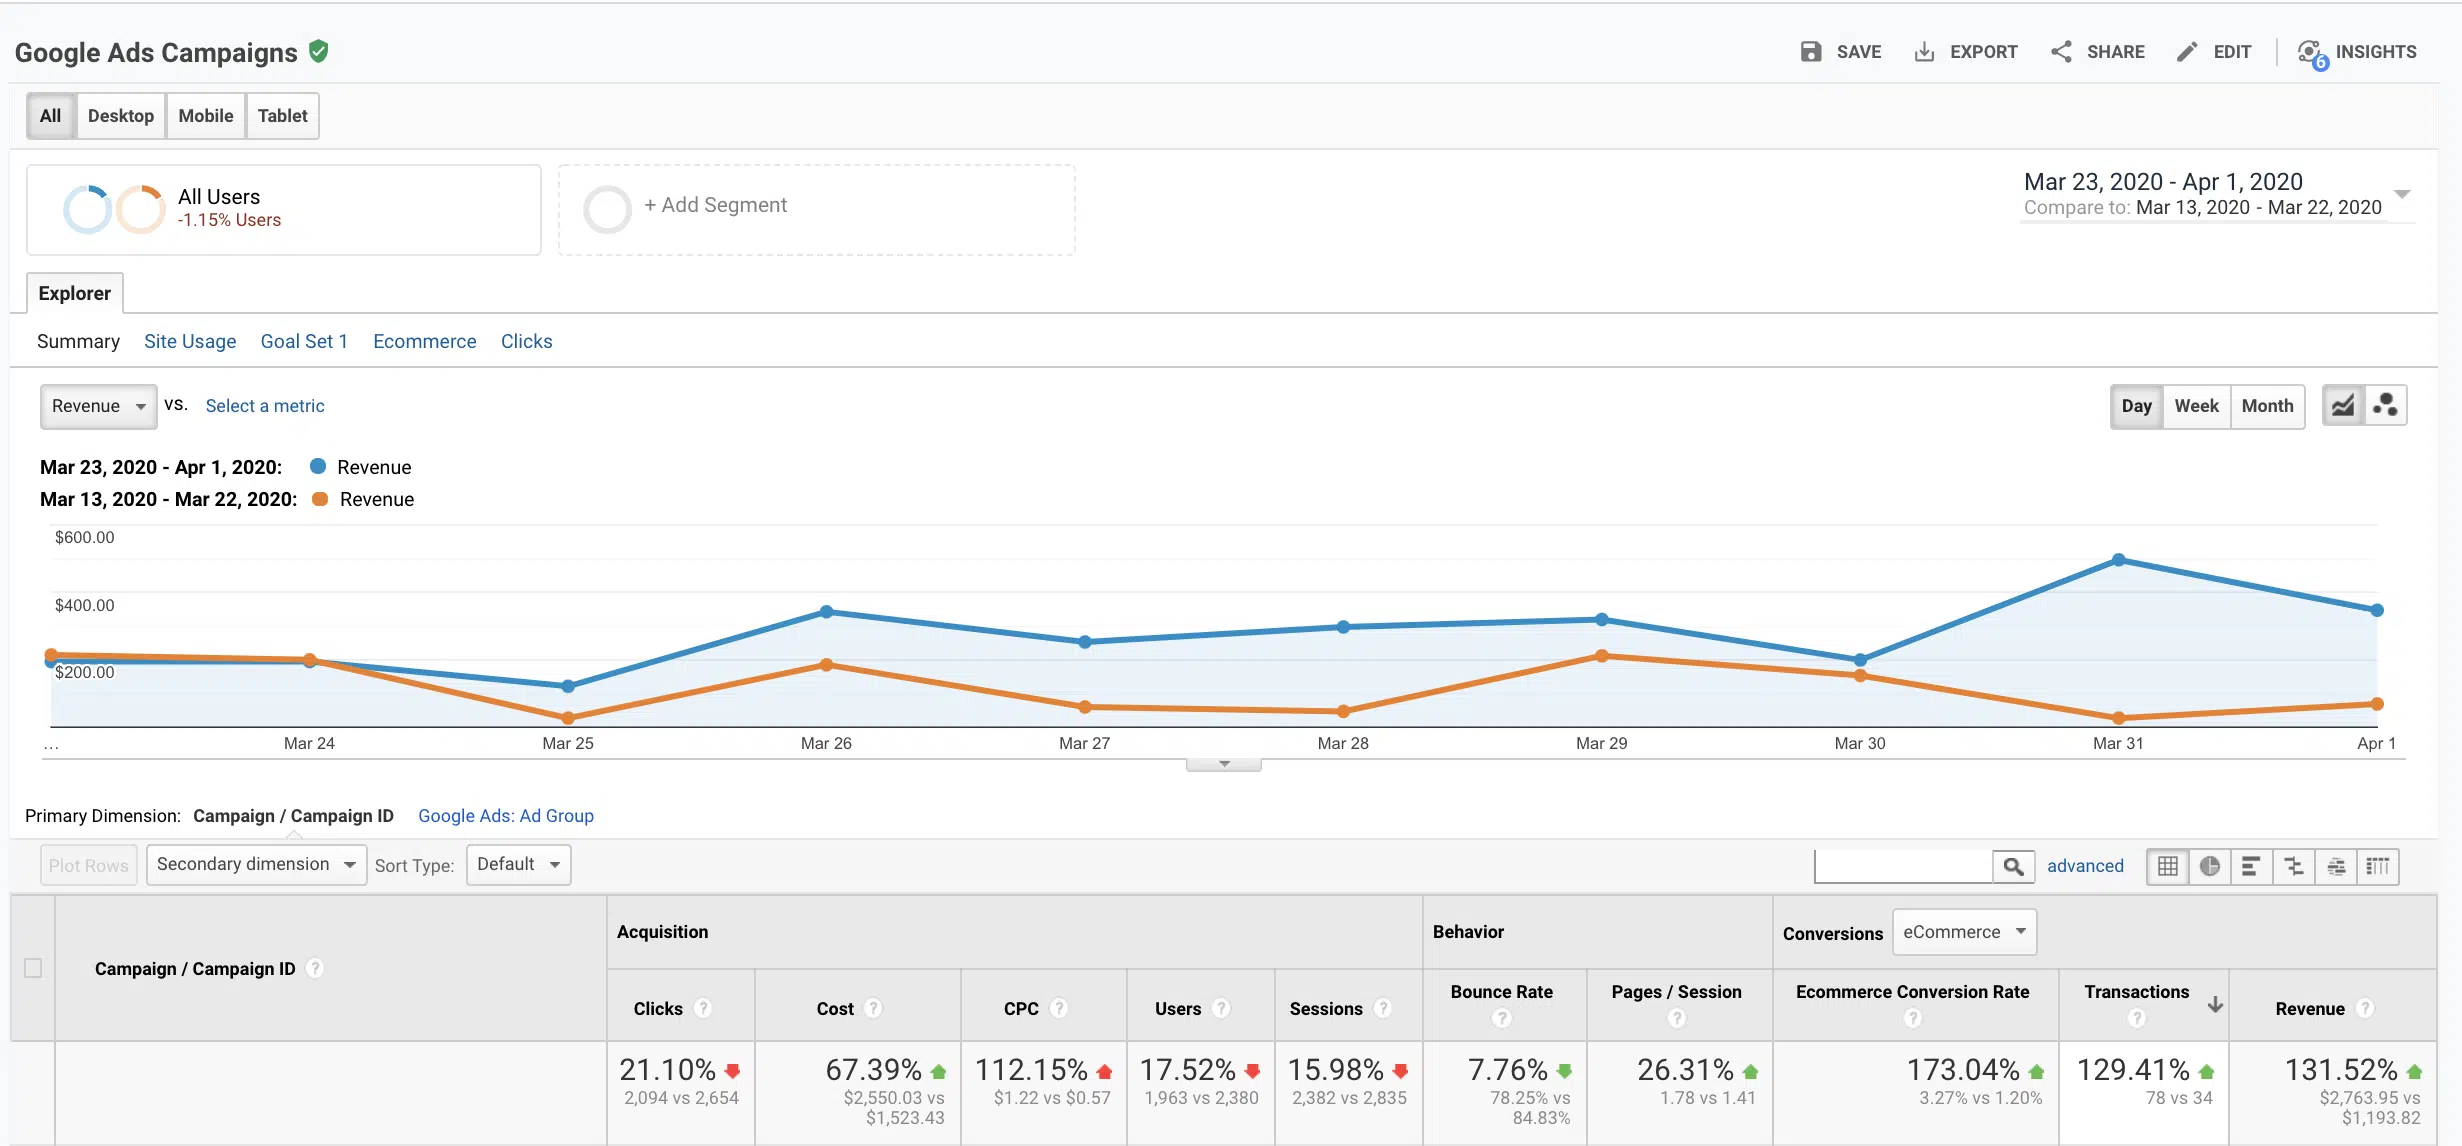 Google Ads Campaigns
SAVE EXPORT SHARE EDIT 6 INSIGHTS
All Desktop Mobile Tablet
All Users
-1.15% Users
+ Add Segment
Mar 23, 2020 - Apr 1, 2020
Compare to: Mar 13, 2020 - Mar 22, 2020
Explorer
Summary Site Usage Goal Set 1 Ecommerce Clicks
Revenue vs. Select a metric
Day Week Month
Mar 23, 2020 - Apr 1, 2020: Revenue
Mar 13, 2020 - Mar 22, 2020: Revenue
$600.00
$400.00
$200.00
... Mar 24 Mar 25 Mar 26 Mar 27 Mar 28 Mar 29 Mar 30 Mar 31 Apr 1
Primary Dimension: Campaign / Campaign ID Google Ads: Ad Group
Plot Rows Secondary dimension Sort Type: Default advanced
Acquisition Behavior Conversions eCommerce
Campaign / Campaign ID ?
Clicks ? Cost ? CPC ? Users ? Sessions ? Bounce Rate ? Pages / Session ? Ecommerce Conversion Rate ? Transactions ? Revenue ?
21.10% 67.39% 112.15% 17.52% 15.98% 7.76% 26.31% 173.04% 129.41% 131.52%
2,094 vs 2,654 $2,550.03 vs $1.22 vs $0.57 1,963 vs 2,380 2,382 vs 2,835 78.25% vs 1.78 vs 1.41 3.27% vs 1.20% 78 vs 34 $2,763.95 vs
$1,523.43 84.83% $1,193.82